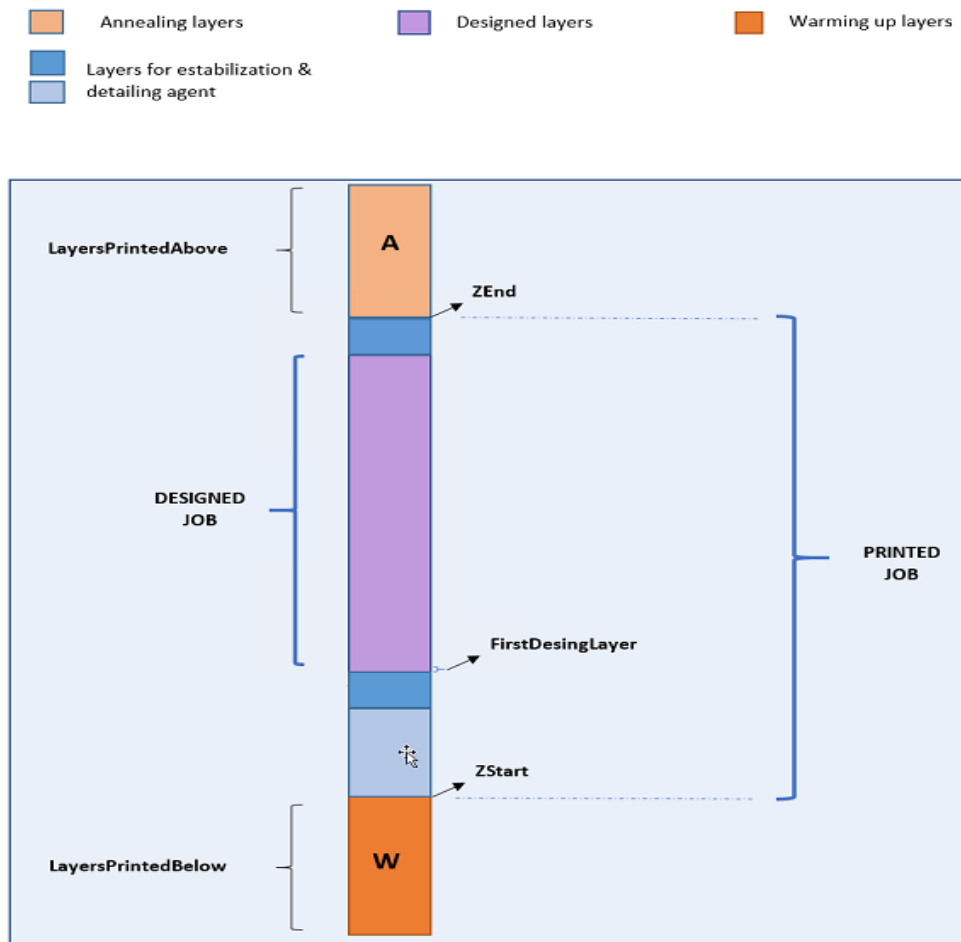 Annealing layers
Designed layers
Warming up layers
Layers for estabilization &
detailing agent
A
LayersPrintedAbove
ZEnd
DESIGNED
JOB
PRINTED
JOB
FirstDesingLayer
ZStart
W
LayersPrintedBelow